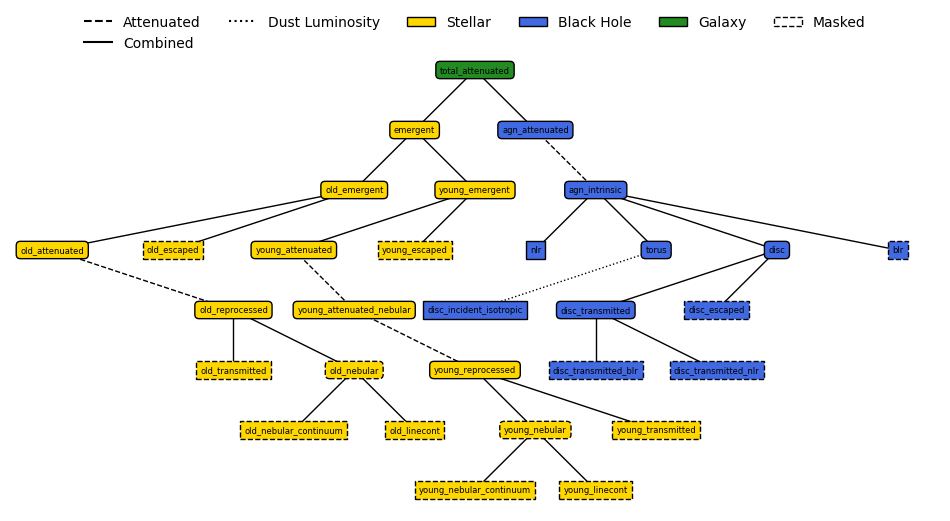 Attenuated Dust Luminosity Stellar Black Hole Galaxy Masked
Combined
total_attenuated
emergent agn_attenuated
old_emergent young_emergent agn_intrinsic
old_attenuated old_escaped young_attenuated young_escaped nlr torus disc blr
old_reprocessed young_attenuated_nebular disc_incident_isotropic disc_transmitted disc_escaped
old_transmitted old_nebular young_reprocessed disc_transmitted_blr disc_transmitted_nlr
old_nebular_continuum old_linecont young_nebular young_transmitted
young_nebular_continuum young_linecont